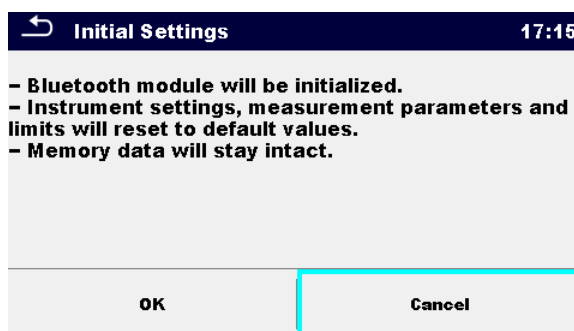 Initial Settings 17:15
– Bluetooth module will be initialized.
– Instrument settings, measurement parameters and
limits will reset to default values.
– Memory data will stay intact.
OK Cancel